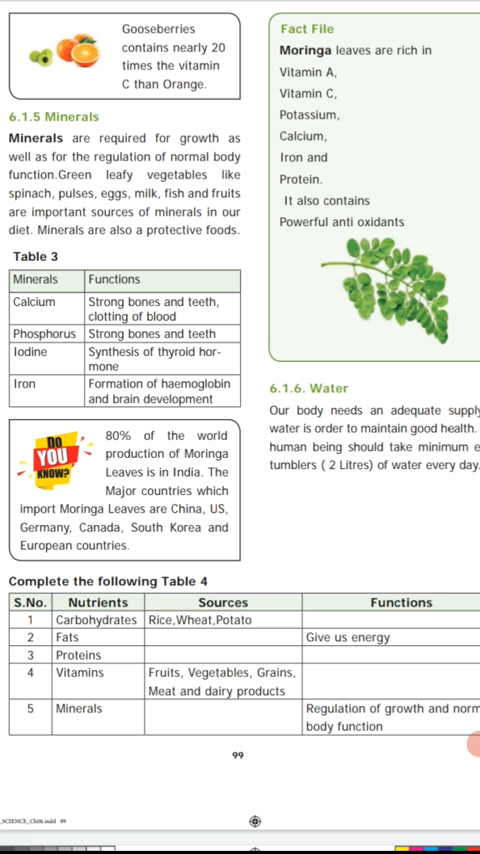 Gooseberries
contains nearly 20
times the vitamin
C than Orange.
6.1.5 Minerals
Minerals are required for growth as
well as for the regulation of normal body
function.Green leafy vegetables like
spinach, pulses, eggs, milk, fish and fruits
are important sources of minerals in our
diet. Minerals are also a protective foods.
Table 3
Minerals Functions
Calcium Strong bones and teeth,
clotting of blood
Phosphorus Strong bones and teeth
Iodine Synthesis of thyroid hor-
mone
Iron Formation of haemoglobin
and brain development
DO
YOU
KNOW?
80% of the world
production of Moringa
Leaves is in India. The
Major countries which
import Moringa Leaves are China, US,
Germany, Canada, South Korea and
European countries.
Fact File
Moringa leaves are rich in
Vitamin A,
Vitamin C,
Potassium,
Calcium,
Iron and
Protein.
It also contains
Powerful anti oxidants
6.1.6. Water
Our body needs an adequate supply
water is order to maintain good health.
human being should take minimum e
tumblers ( 2 Litres) of water every day.
Complete the following Table 4
S.No. Nutrients Sources Functions
1 Carbohydrates Rice,Wheat,Potato
2 Fats Give us energy
3 Proteins
4 Vitamins Fruits, Vegetables, Grains,
Meat and dairy products
5 Minerals Regulation of growth and norm
body function
99
_SCIENCE_Ch06.indd 99